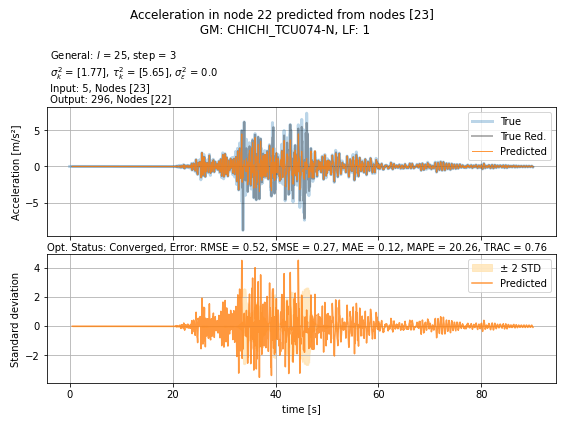 Acceleration in node 22 predicted from nodes [23]
GM: CHICHI_TCU074-N, LF: 1
General: l = 25, step = 3
σ²ₖ = [1.77], τ²ₖ = [5.65], σ²ε = 0.0
Input: 5, Nodes [23]
Output: 296, Nodes [22]
Acceleration [m/s²]
5
0
−5
True
True Red.
Predicted
Opt. Status: Converged, Error: RMSE = 0.52, SMSE = 0.27, MAE = 0.12, MAPE = 20.26, TRAC = 0.76
Standard deviation
4
2
0
−2
± 2 STD
Predicted
0 20 40 60 80
time [s]